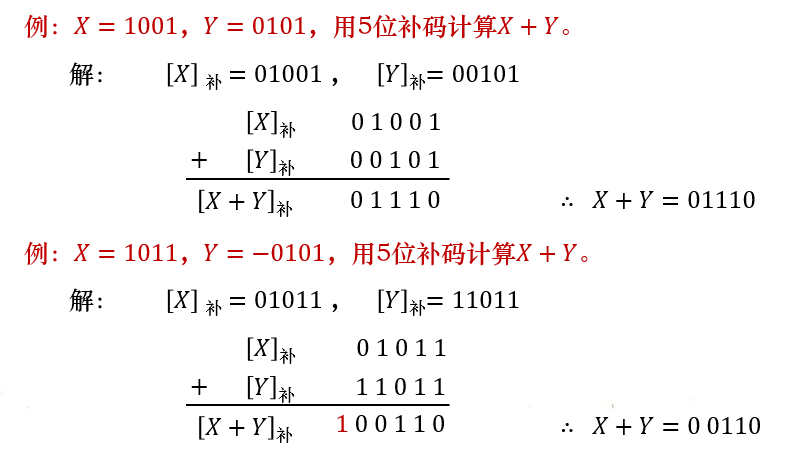 例：X = 1001，Y = 0101，用5位补码计算X + Y。
解： [X]补 = 01001 ， [Y]补= 00101
[X]补 0 1 0 0 1
+ [Y]补 0 0 1 0 1
[X + Y]补 0 1 1 1 0 ∴ X + Y = 01110
例：X = 1011，Y = −0101，用5位补码计算X + Y。
解： [X]补 = 01011 ， [Y]补= 11011
[X]补 0 1 0 1 1
+ [Y]补 1 1 0 1 1
[X + Y]补 1 0 0 1 1 0 ∴ X + Y = 0 0110